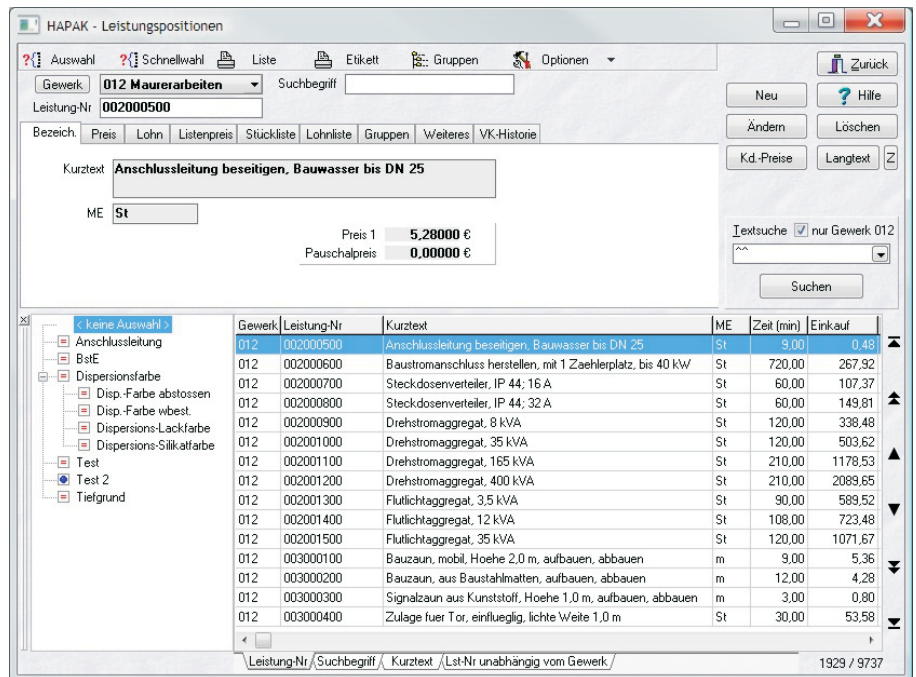 HAPAK - Leistungspositionen
?{} Auswahl ?{} Schnellwahl Liste Etikett Gruppen Optionen
Zurück
Gewerk 012 Maurerarbeiten Suchbegriff
Neu ? Hilfe
Leistung-Nr 002000500
Ändern Löschen
Bezeich. Preis Lohn Listenpreis Stückliste Lohnliste Gruppen Weiteres VK-Historie
Kd.-Preise Langtext Z
Kurztext Anschlussleitung beseitigen, Bauwasser bis DN 25
ME St
Preis 1 5,28000 €
Pauschalpreis 0,00000 €
Textsuche nur Gewerk 012
^^
Suchen
< keine Auswahl >
Anschlussleitung
BstE
Dispersionsfarbe
Disp.-Farbe abstossen
Disp.-Farbe wbest.
Dispersions-Lackfarbe
Dispersions-Silikatfarbe
Test
Test 2
Tiefgrund
Gewerk Leistung-Nr Kurztext ME Zeit (min) Einkauf
012 002000500 Anschlussleitung beseitigen, Bauwasser bis DN 25 St 9,00 0,48
012 002000600 Baustromanschluss herstellen, mit 1 Zaehlerplatz, bis 40 kW St 720,00 267,92
012 002000700 Steckdosenverteiler, IP 44; 16 A St 60,00 107,37
012 002000800 Steckdosenverteiler, IP 44; 32 A St 60,00 149,81
012 002000900 Drehstromaggregat, 8 kVA St 120,00 338,48
012 002001000 Drehstromaggregat, 35 kVA St 120,00 503,62
012 002001100 Drehstromaggregat, 165 kVA St 210,00 1178,53
012 002001200 Drehstromaggregat, 400 kVA St 210,00 2089,65
012 002001300 Flutlichtaggregat, 3,5 kVA St 90,00 589,52
012 002001400 Flutlichtaggregat, 12 kVA St 108,00 723,48
012 002001500 Flutlichtaggregat, 35 kVA St 120,00 1071,67
012 003000100 Bauzaun, mobil, Hoehe 2,0 m, aufbauen, abbauen m 9,00 5,36
012 003000200 Bauzaun, aus Baustahlmatten, aufbauen, abbauen m 12,00 4,28
012 003000300 Signalzaun aus Kunststoff, Hoehe 1,0 m, aufbauen, abbauen m 3,00 0,80
012 003000400 Zulage fuer Tor, einflueglig, lichte Weite 1,0 m St 30,00 53,58
Leistung-Nr Suchbegriff Kurztext Lst-Nr unabhängig vom Gewerk
1929 / 9737